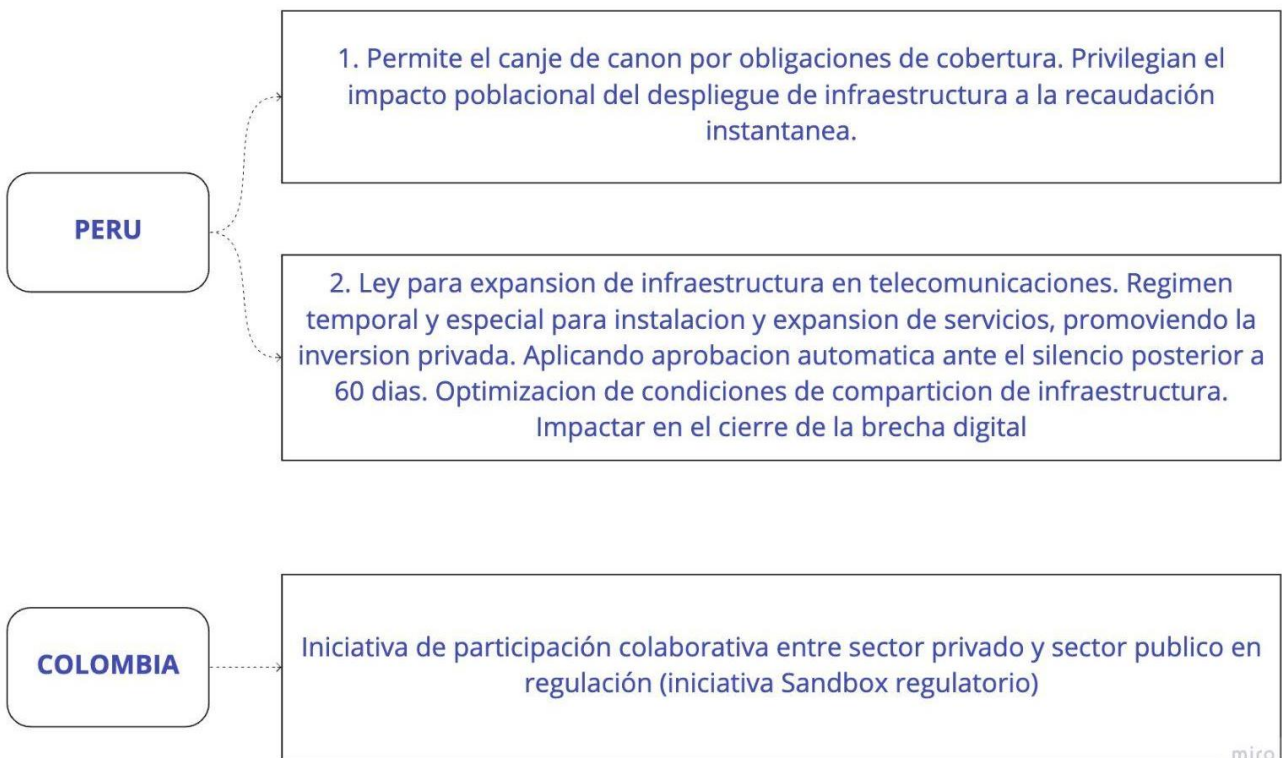 1. Permite el canje de canon por obligaciones de cobertura. Privilegian el
impacto poblacional del despliegue de infraestructura a la recaudación
instantanea.
PERU
2. Ley para expansion de infraestructura en telecomunicaciones. Regimen
temporal y especial para instalacion y expansion de servicios, promoviendo la
inversion privada. Aplicando aprobacion automatica ante el silencio posterior a
60 dias. Optimizacion de condiciones de comparticion de infraestructura.
Impactar en el cierre de la brecha digital
COLOMBIA
Iniciativa de participación colaborativa entre sector privado y sector publico en
regulación (iniciativa Sandbox regulatorio)
miro